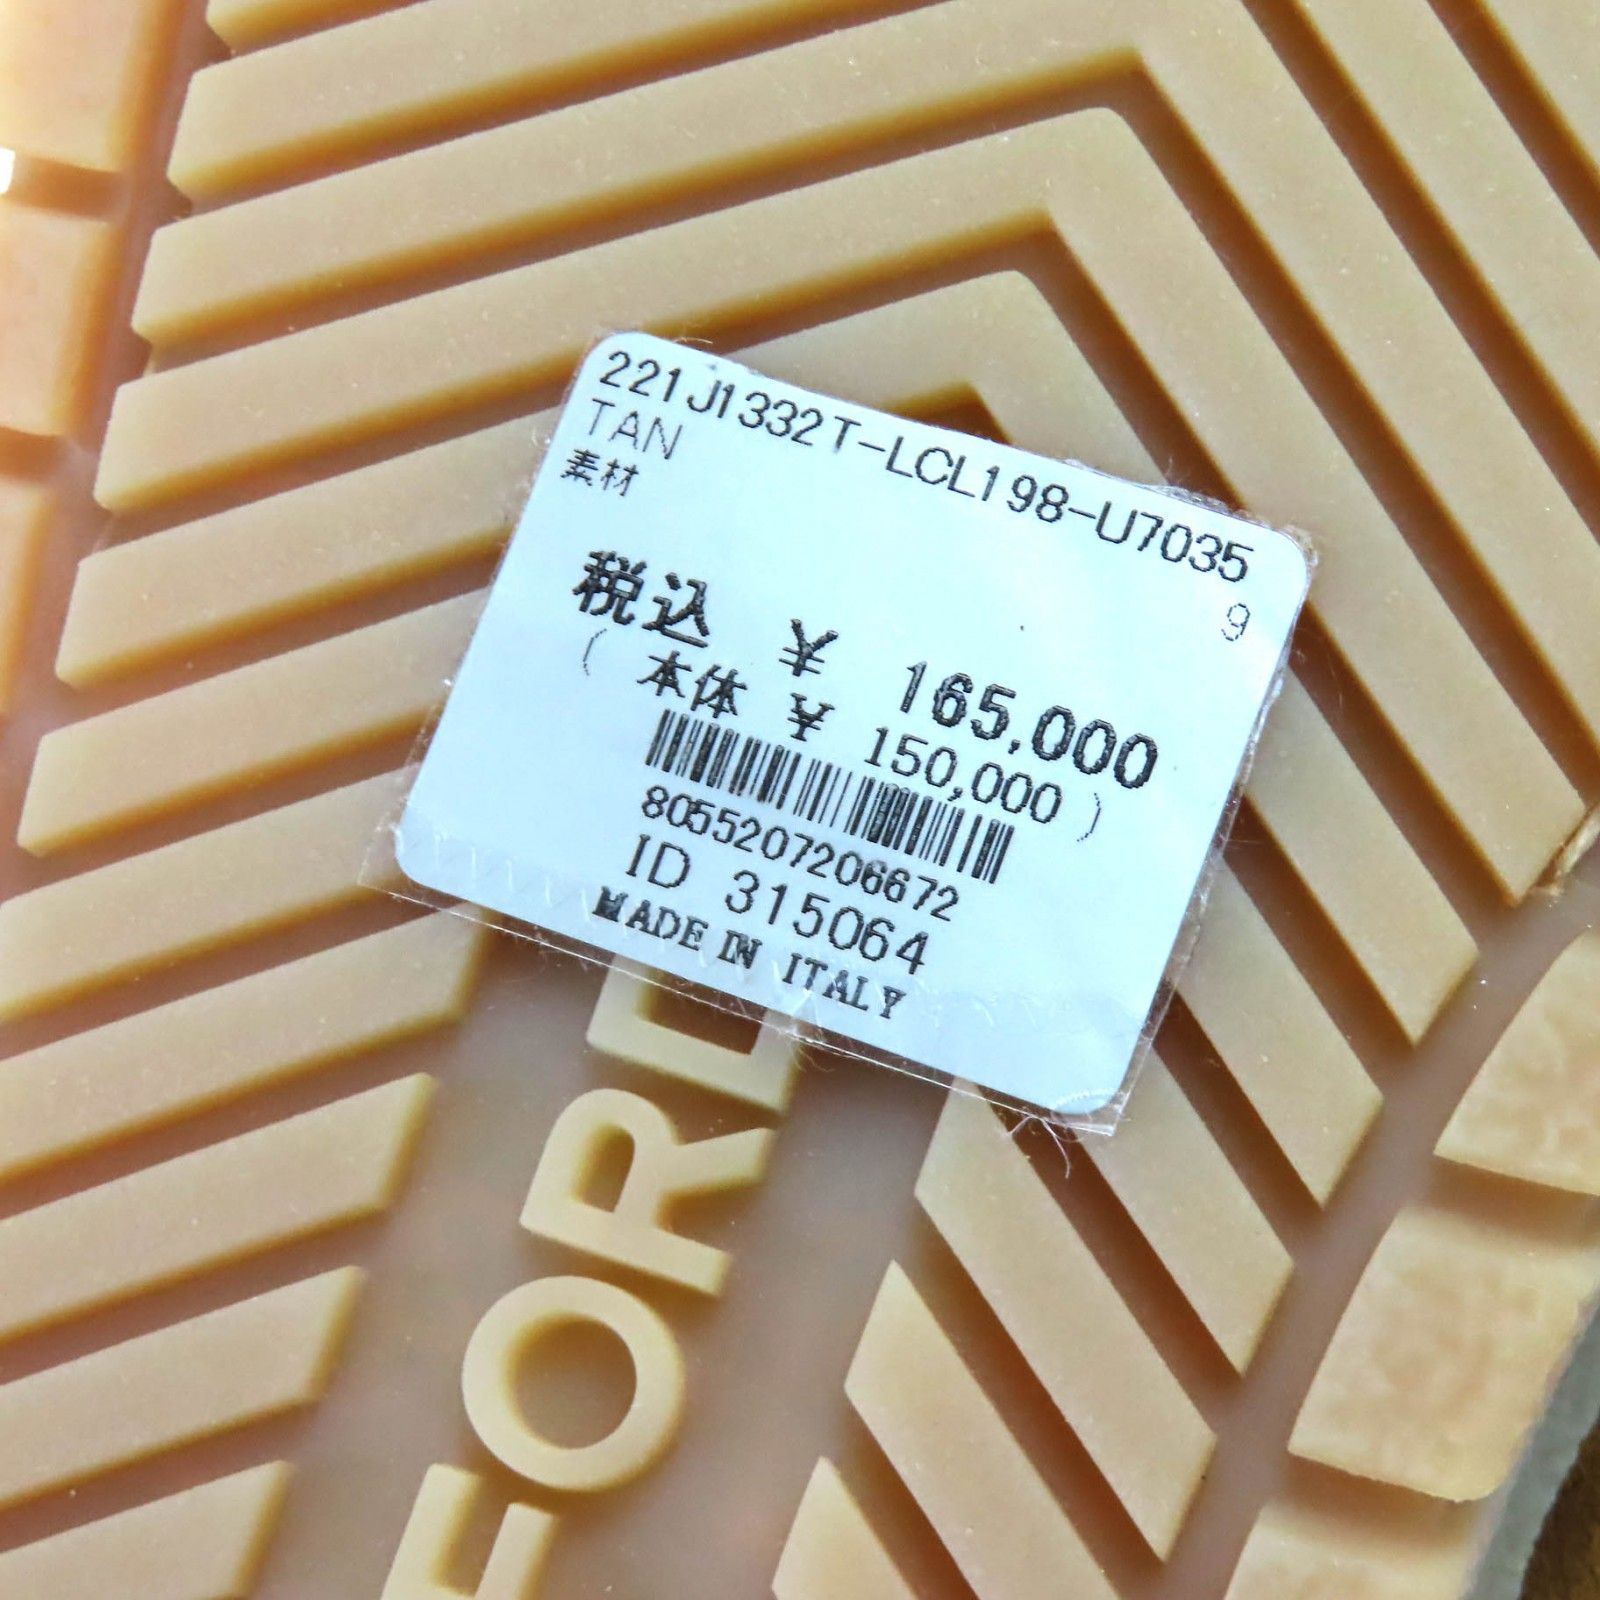 221J1332T-LCL198-U7035
TAN 9
素材
税込 ¥ 165,000
( 本体 ¥ 150,000 )
8055207206672
ID 315064
MADE IN ITALY
FORD